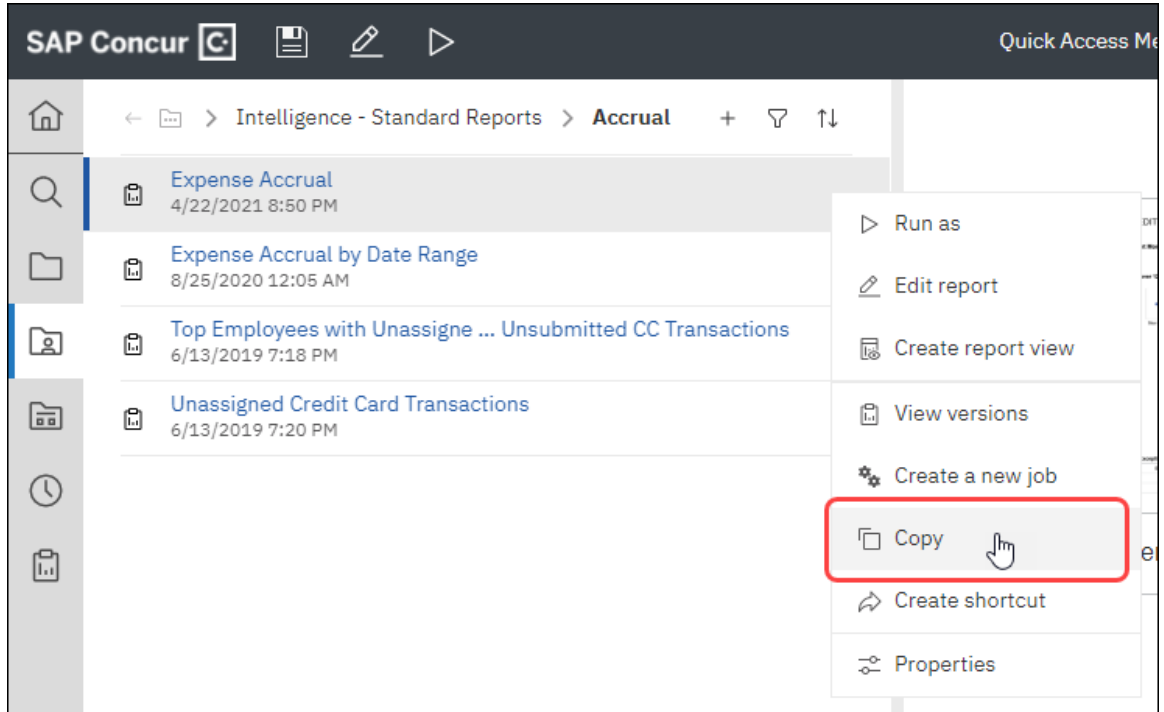 SAP Concur C
Quick Access
Intelligence - Standard Reports > Accrual
Expense Accrual
4/22/2021 8:50 PM
Expense Accrual by Date Range
8/25/2020 12:05 AM
Top Employees with Unassigne ... Unsubmitted CC Transactions
6/13/2019 7:18 PM
Unassigned Credit Card Transactions
6/13/2019 7:20 PM
Run as
Edit report
Create report view
View versions
Create a new job
Copy
Create shortcut
Properties